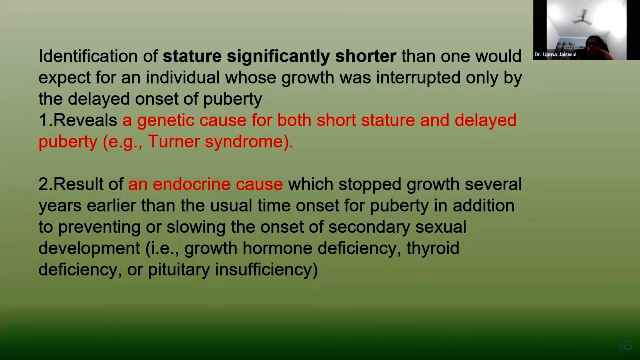 Dr. Uprna Jaiswal
Identification of stature significantly shorter than one would
expect for an individual whose growth was interrupted only by
the delayed onset of puberty
1.Reveals a genetic cause for both short stature and delayed
puberty (e.g., Turner syndrome).
2.Result of an endocrine cause which stopped growth several
years earlier than the usual time onset for puberty in addition
to preventing or slowing the onset of secondary sexual
development (i.e., growth hormone deficiency, thyroid
deficiency, or pituitary insufficiency)